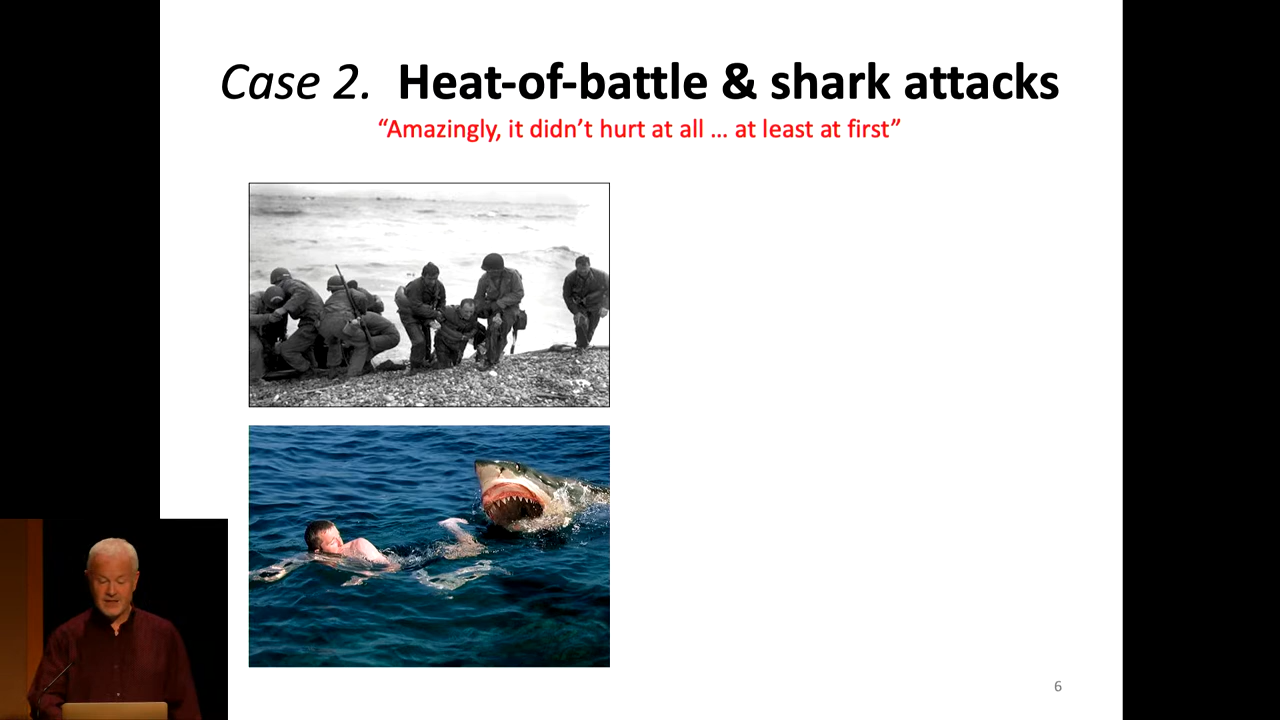 Case 2. Heat-of-battle & shark attacks
“Amazingly, it didn’t hurt at all … at least at first”
6